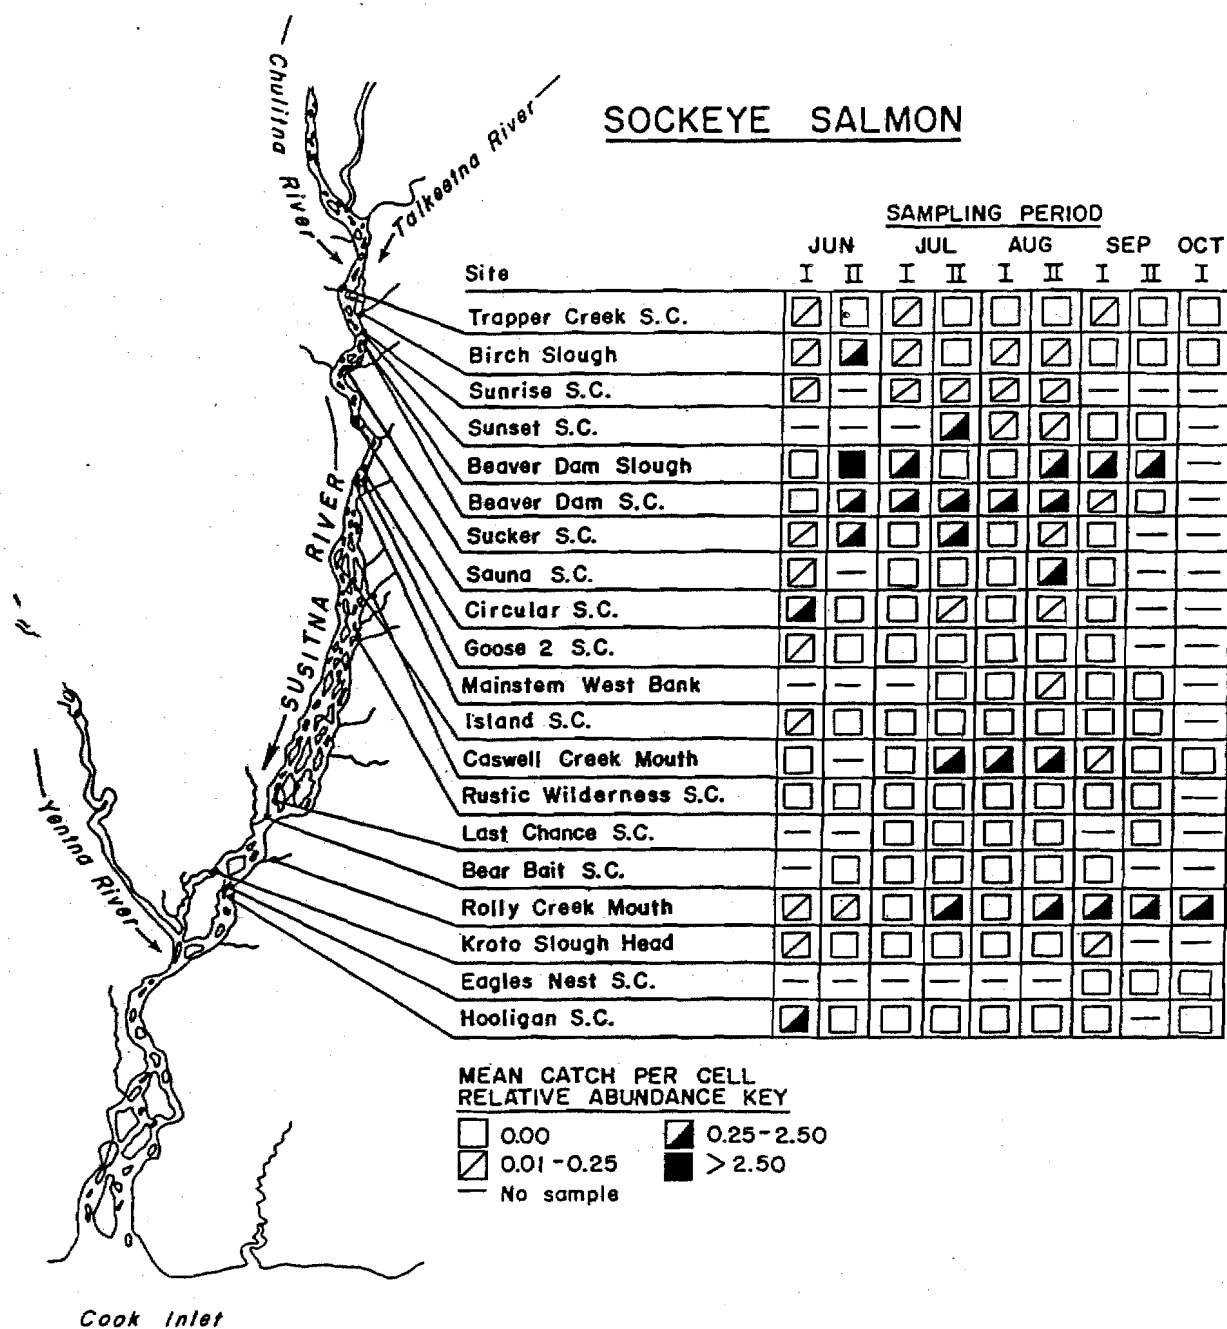 Chulitna River
Talkeetna River
SOCKEYE SALMON
SAMPLING PERIOD
JUN JUL AUG SEP OCT
Site I II I II I II I II I
Trapper Creek S.C.
Birch Slough
Sunrise S.C. — — — —
Sunset S.C. — — — —
Beaver Dam Slough —
Beaver Dam S.C. —
Sucker S.C. — —
Sauna S.C. — — —
Circular S.C. — —
Goose 2 S.C. — —
Mainstem West Bank — — — —
Island S.C. —
Caswell Creek Mouth —
Rustic Wilderness S.C. —
Last Chance S.C. — — — —
Bear Bait S.C. — — —
Rolly Creek Mouth
Kroto Slough Head — —
Eagles Nest S.C. — — — — — —
Hooligan S.C. —
SUSITNA RIVER
Yentna River
MEAN CATCH PER CELL
RELATIVE ABUNDANCE KEY
0.00 0.25-2.50
0.01-0.25 >2.50
— No sample
Cook Inlet